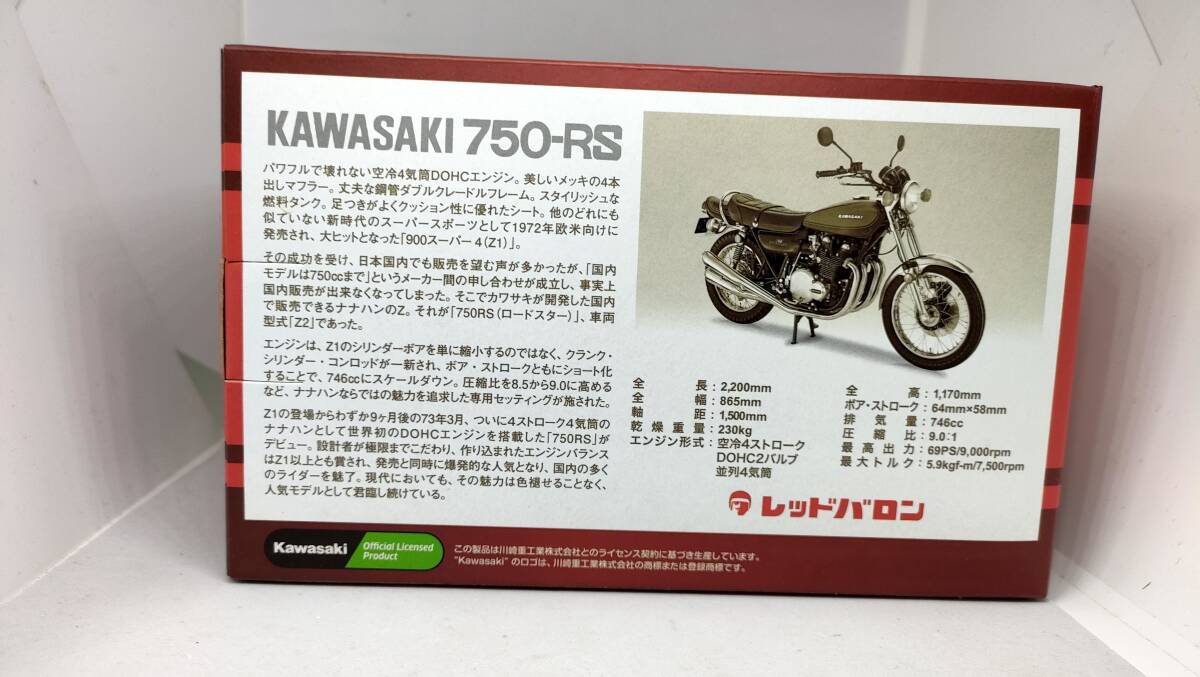 KAWASAKI 750-RS
パワフルで壊れない空冷4気筒DOHCエンジン。美しいメッキの4本
出しマフラー。丈夫な鋼管ダブルクレードルフレーム。スタイリッシュな
燃料タンク。足つきがよくクッション性に優れたシート。他のどれにも
似ていない新時代のスーパースポーツとして1972年欧米向けに
発売され、大ヒットとなった「900スーパー4(Z1)」。
その成功を受け、日本国内でも販売を望む声が多かったが、「国内
モデルは750ccまで」というメーカー間の申し合わせが成立し、事実上
国内販売が出来なくなってしまった。そこでカワサキが開発した国内
で販売できるナナハンのZ。それが「750RS(ロードスター)」、車両
型式「Z2」であった。
エンジンは、Z1のシリンダーボアを単に縮小するのではなく、クランク・
シリンダー・コンロッドが一新され、ボア・ストロークともにショート化
することで、746ccにスケールダウン。圧縮比を8.5から9.0に高める
など、ナナハンならではの魅力を追求した専用セッティングが施された。
Z1の登場からわずか9ヶ月後の73年3月、ついに4ストローク4気筒の
ナナハンとして世界初のDOHCエンジンを搭載した「750RS」が
デビュー。設計者が極限までこだわり、作り込まれたエンジンバランス
はZ1以上とも賞され、発売と同時に爆発的な人気となり、国内の多く
のライダーを魅了。現代においても、その魅力は色褪せることなく、
人気モデルとして君臨し続けている。
KAWASAKI
全長:2,200mm
全幅:865mm
軸距:1,500mm
乾燥重量:230kg
エンジン形式:空冷4ストローク
DOHC2バルブ
並列4気筒
全高:1,170mm
ボア・ストローク:64mm×58mm
排気量:746cc
圧縮比:9.0:1
最高出力:69PS/9,000rpm
最大トルク:5.9kgf-m/7,500rpm
レッドバロン
Kawasaki
Official Licensed
Product
この製品は川崎重工業株式会社とのライセンス契約に基づき生産しています。
"Kawasaki"のロゴは、川崎重工業株式会社の商標または登録商標です。